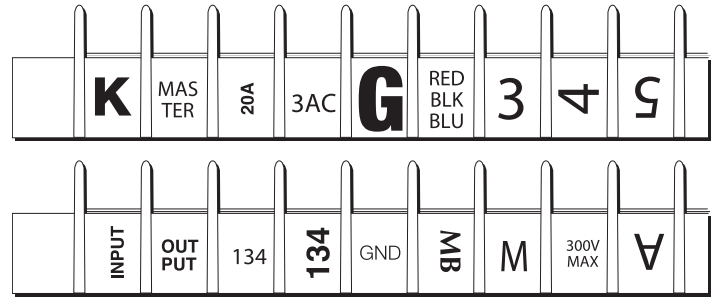 K
MAS
TER
20A
3AC
G
RED
BLK
BLU
3
4
5
INPUT
OUT
PUT
134
134
GND
MB
M
300V
MAX
A